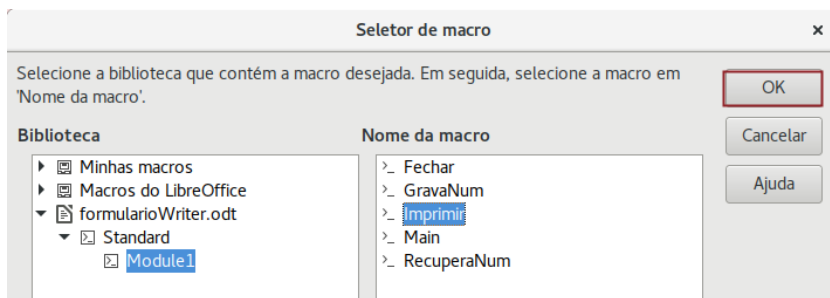 Seletor de macro
Selecione a biblioteca que contém a macro desejada. Em seguida, selecione a macro em
'Nome da macro'.
OK
Cancelar
Ajuda
Biblioteca
Minhas macros
Macros do LibreOffice
formularioWriter.odt
Standard
Module1
Nome da macro
Fechar
GravaNum
Imprimir
Main
RecuperaNum